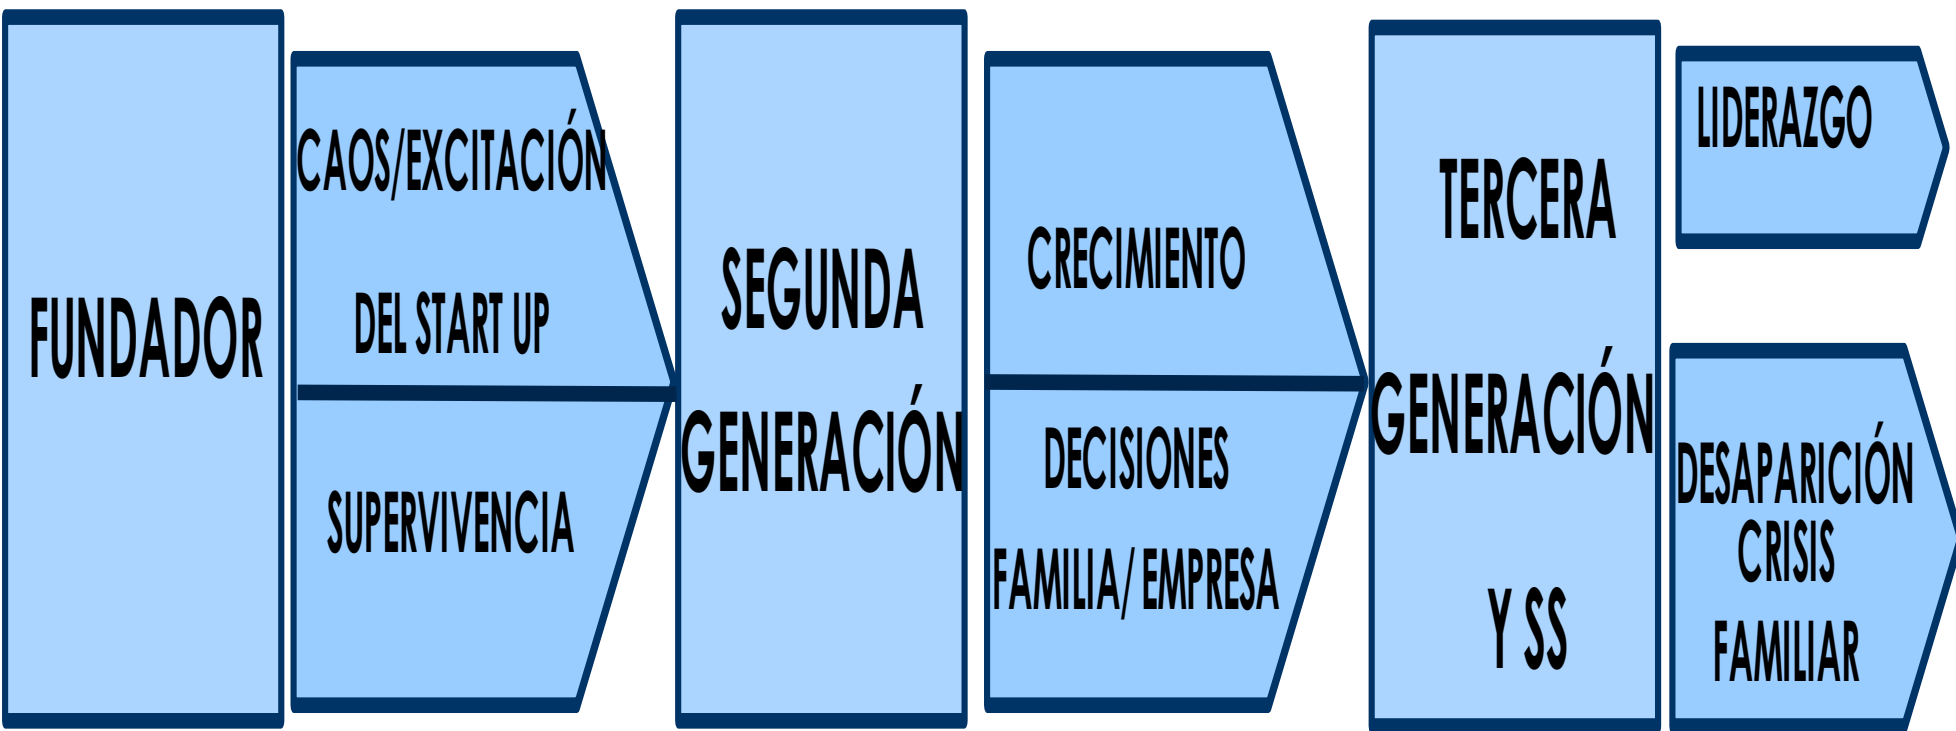 FUNDADOR
CAOS/EXCITACIÓN
DEL START UP
SUPERVIVENCIA
SEGUNDA
GENERACIÓN
CRECIMIENTO
DECISIONES
FAMILIA/ EMPRESA
TERCERA
GENERACIÓN
Y SS
LIDERAZGO
DESAPARICIÓN
CRISIS
FAMILIAR